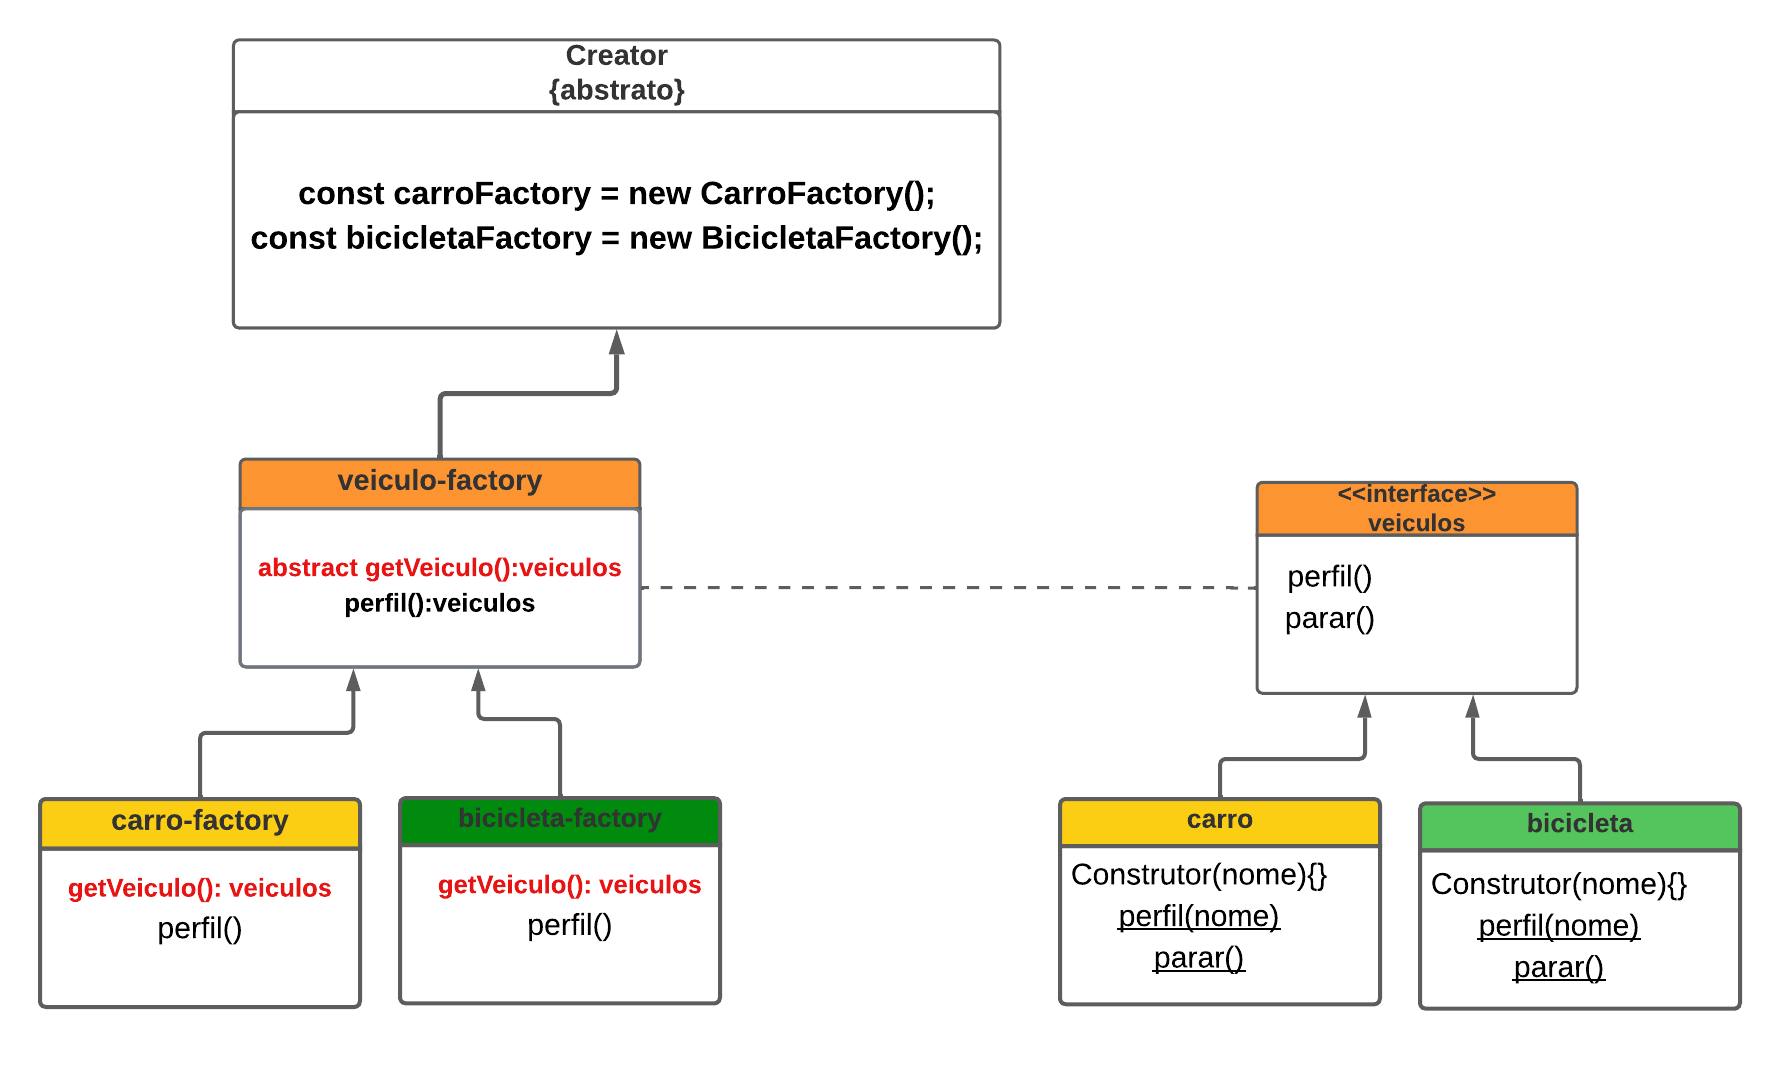 Creator
{abstrato}
const carroFactory = new CarroFactory();
const bicicletaFactory = new BicicletaFactory();
veiculo-factory
abstract getVeiculo():veiculos
perfil():veiculos
<<interface>>
veiculos
perfil()
parar()
carro-factory
getVeiculo(): veiculos
perfil()
bicicleta-factory
getVeiculo(): veiculos
perfil()
carro
Construtor(nome){}
perfil(nome)
parar()
bicicleta
Construtor(nome){}
perfil(nome)
parar()